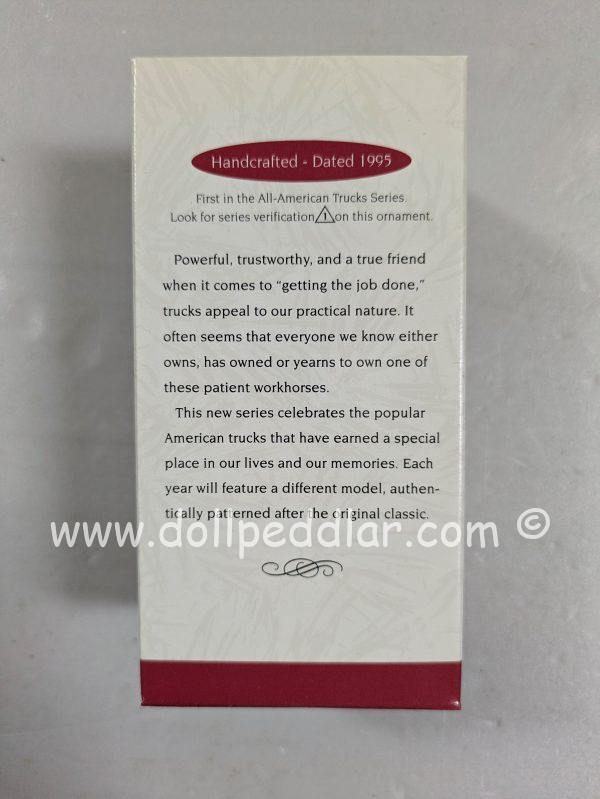 Handcrafted - Dated 1995
First in the All-American Trucks Series.
Look for series verification 1 on this ornament.
Powerful, trustworthy, and a true friend
when it comes to “getting the job done,”
trucks appeal to our practical nature. It
often seems that everyone we know either
owns, has owned or yearns to own one of
these patient workhorses.
This new series celebrates the popular
American trucks that have earned a special
place in our lives and our memories. Each
year will feature a different model, authen-
tically patterned after the original classic.
www.dollpeddlar.com ©